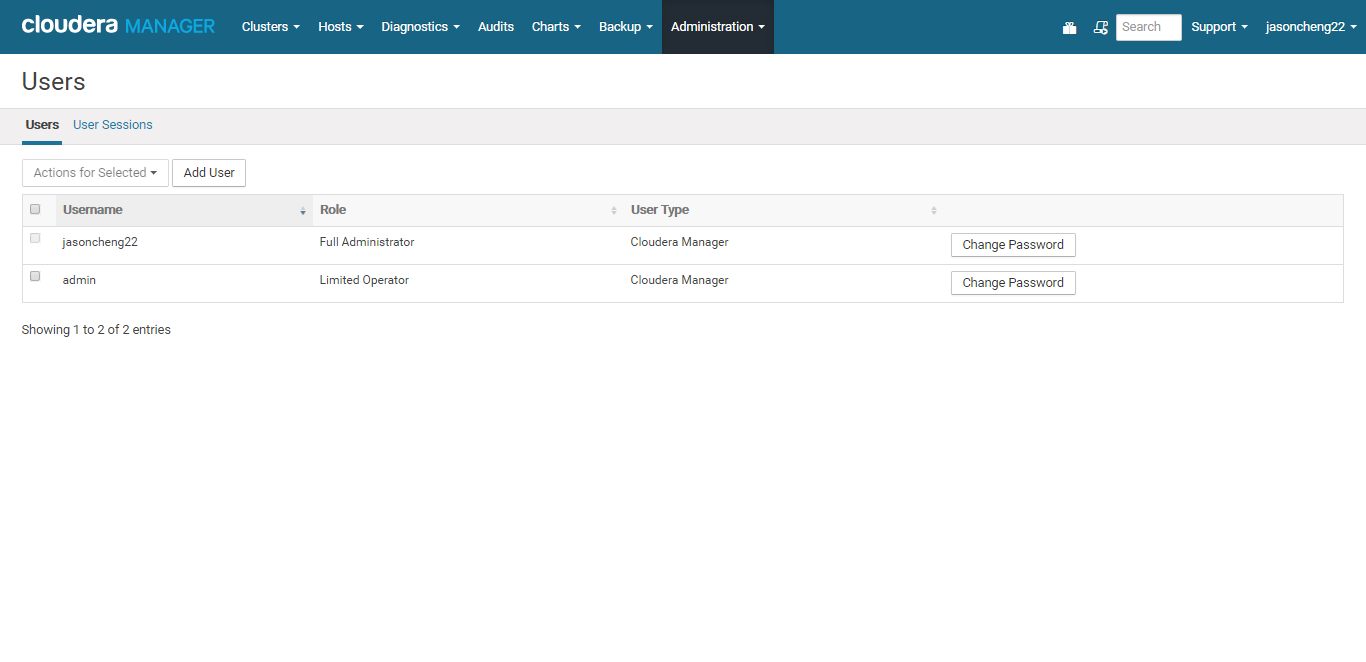 cloudera MANAGER Clusters Hosts Diagnostics Audits Charts Backup Administration Search Support jasoncheng22
Users
Users User Sessions
Actions for Selected Add User
Username Role User Type
jasoncheng22 Full Administrator Cloudera Manager Change Password
admin Limited Operator Cloudera Manager Change Password
Showing 1 to 2 of 2 entries